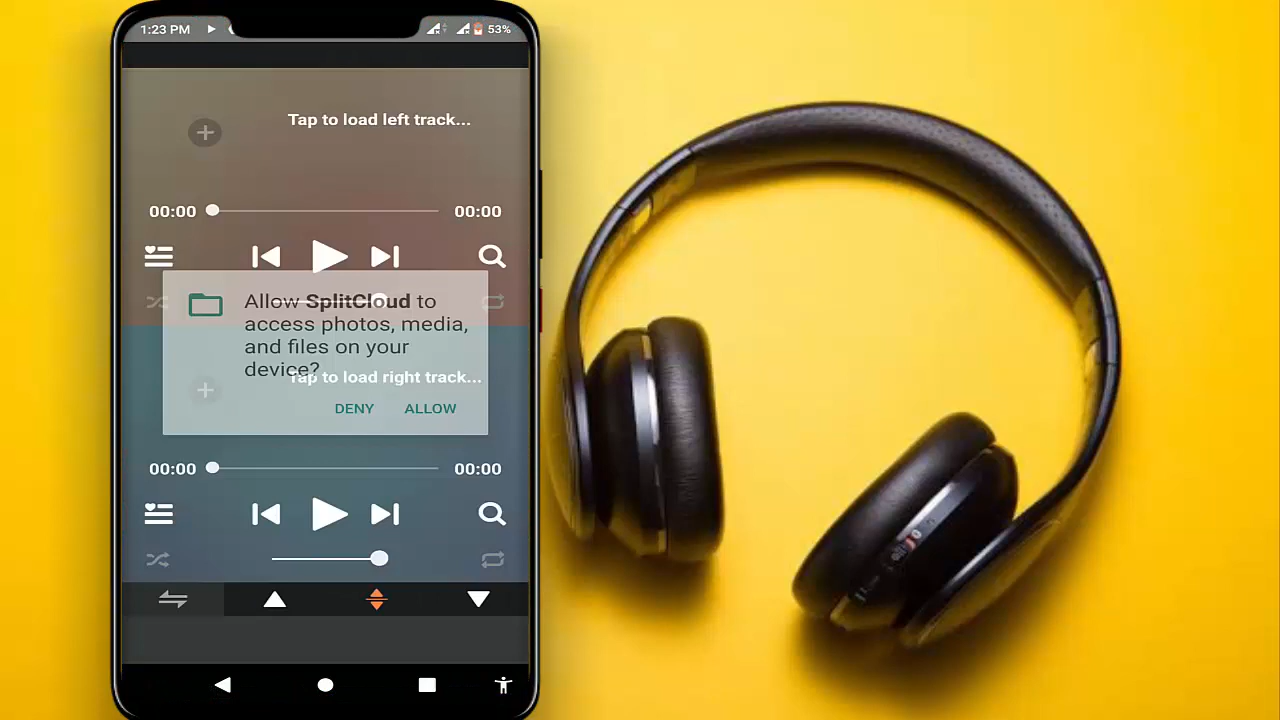 1:23 PM
53%
Tap to load left track...
00:00
00:00
Allow SplitCloud to
access photos, media,
and files on your
device?
Tap to load right track...
DENY
ALLOW
00:00
00:00